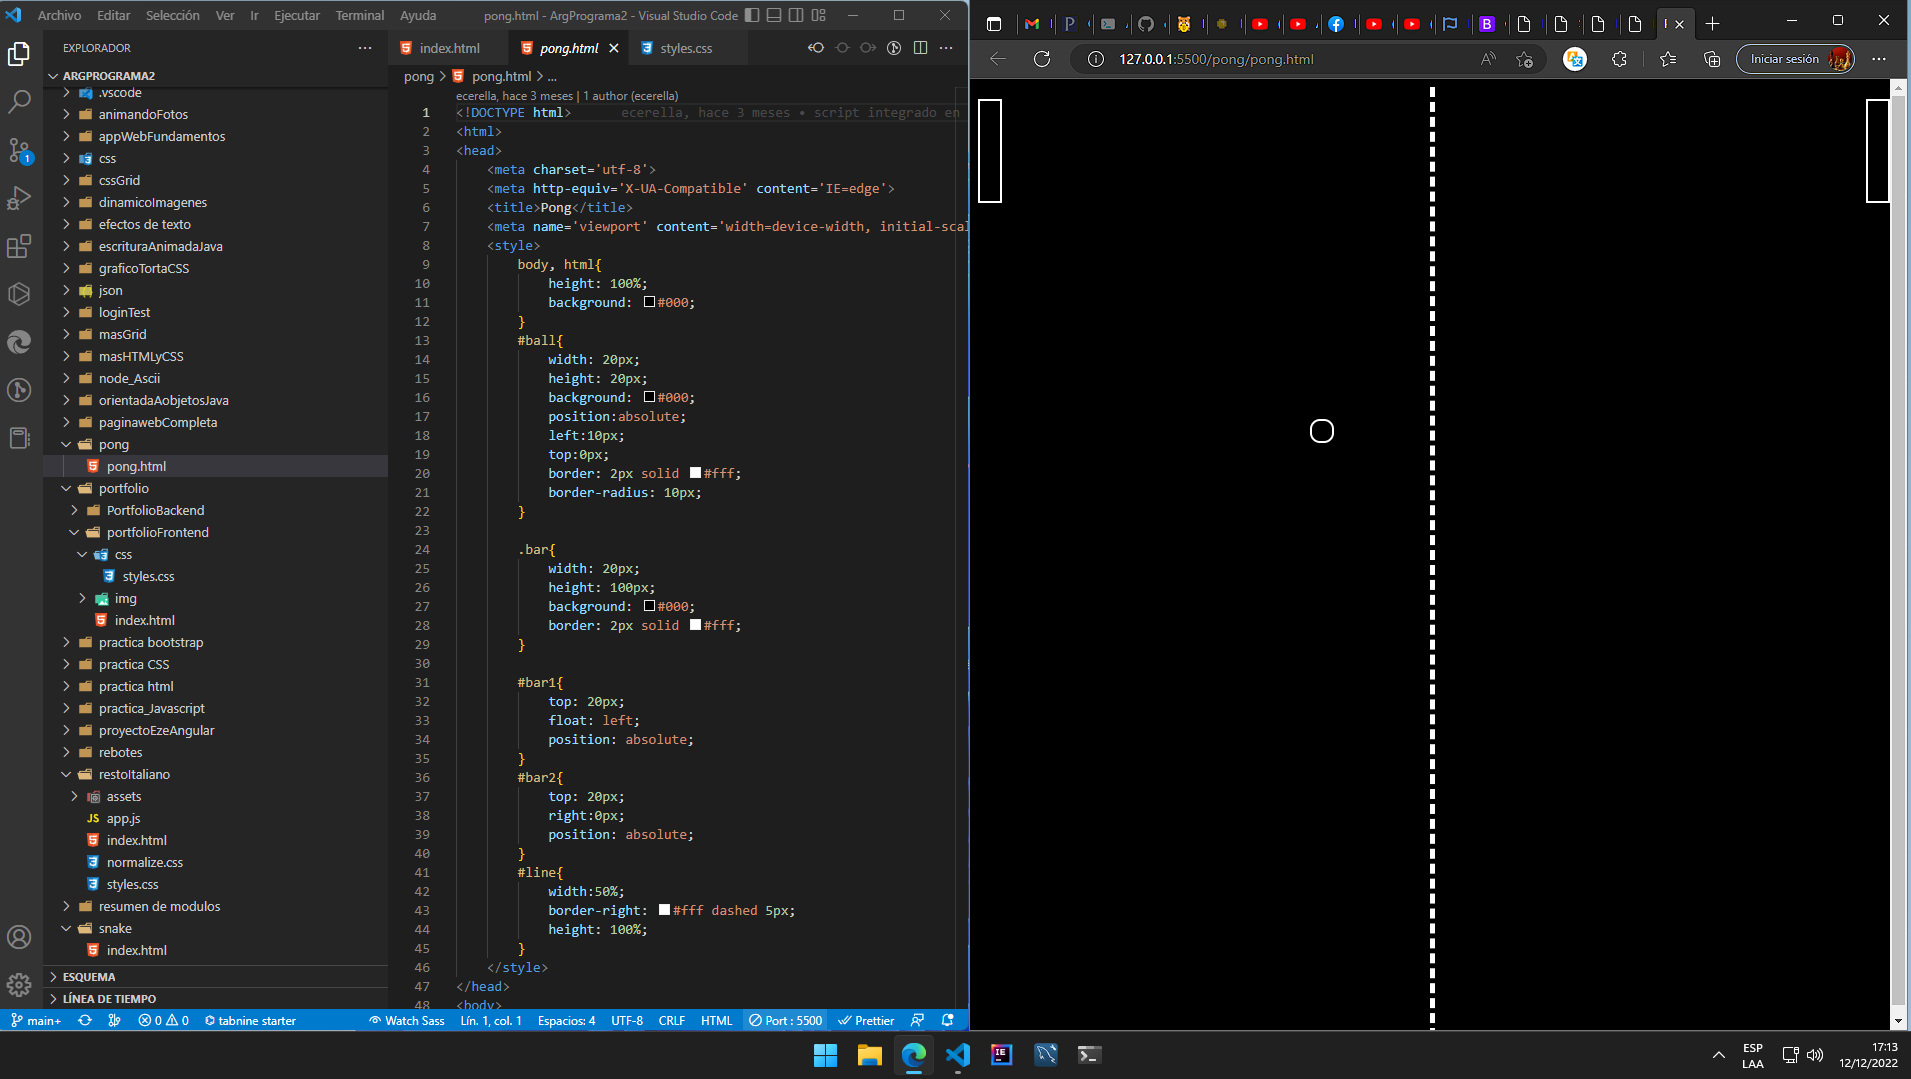 Archivo Editar Selección Ver Ir Ejecutar Terminal Ayuda pong.html - ArgPrograma2 - Visual Studio Code
EXPLORADOR
ARGPROGRAMA2
.vscode
animandoFotos
appWebFundamentos
css
cssGrid
dinamicoImagenes
efectos de texto
escrituraAnimadaJava
graficoTortaCSS
json
loginTest
masGrid
masHTMLyCSS
node_Ascii
orientadaAobjetosJava
paginawebCompleta
pong
pong.html
portfolio
PortfolioBackend
portfolioFrontend
css
styles.css
img
index.html
practica bootstrap
practica CSS
practica html
practica_Javascript
proyectoEzeAngular
rebotes
restoItaliano
assets
app.js
index.html
normalize.css
styles.css
resumen de modulos
snake
index.html
ESQUEMA
LÍNEA DE TIEMPO
1
index.html pong.html styles.css
pong > pong.html > ...
ecerella, hace 3 meses | 1 author (ecerella)
1 <!DOCTYPE html> ecerella, hace 3 meses • script integrado en
2 <html>
3 <head>
4 <meta charset='utf-8'>
5 <meta http-equiv='X-UA-Compatible' content='IE=edge'>
6 <title>Pong</title>
7 <meta name='viewport' content='width=device-width, initial-scal
8 <style>
9 body, html{
10 height: 100%;
11 background: #000;
12 }
13 #ball{
14 width: 20px;
15 height: 20px;
16 background: #000;
17 position:absolute;
18 left:10px;
19 top:0px;
20 border: 2px solid #fff;
21 border-radius: 10px;
22 }
23
24 .bar{
25 width: 20px;
26 height: 100px;
27 background: #000;
28 border: 2px solid #fff;
29 }
30
31 #bar1{
32 top: 20px;
33 float: left;
34 position: absolute;
35 }
36 #bar2{
37 top: 20px;
38 right:0px;
39 position: absolute;
40 }
41 #line{
42 width:50%;
43 border-right: #fff dashed 5px;
44 height: 100%;
45 }
46 </style>
47 </head>
48 <body>
main+ 0 0 tabnine starter Watch Sass Lín. 1, col. 1 Espacios: 4 UTF-8 CRLF HTML Port : 5500 Prettier
127.0.0.1:5500/pong/pong.html
Iniciar sesión
ESP
LAA
17:13
12/12/2022